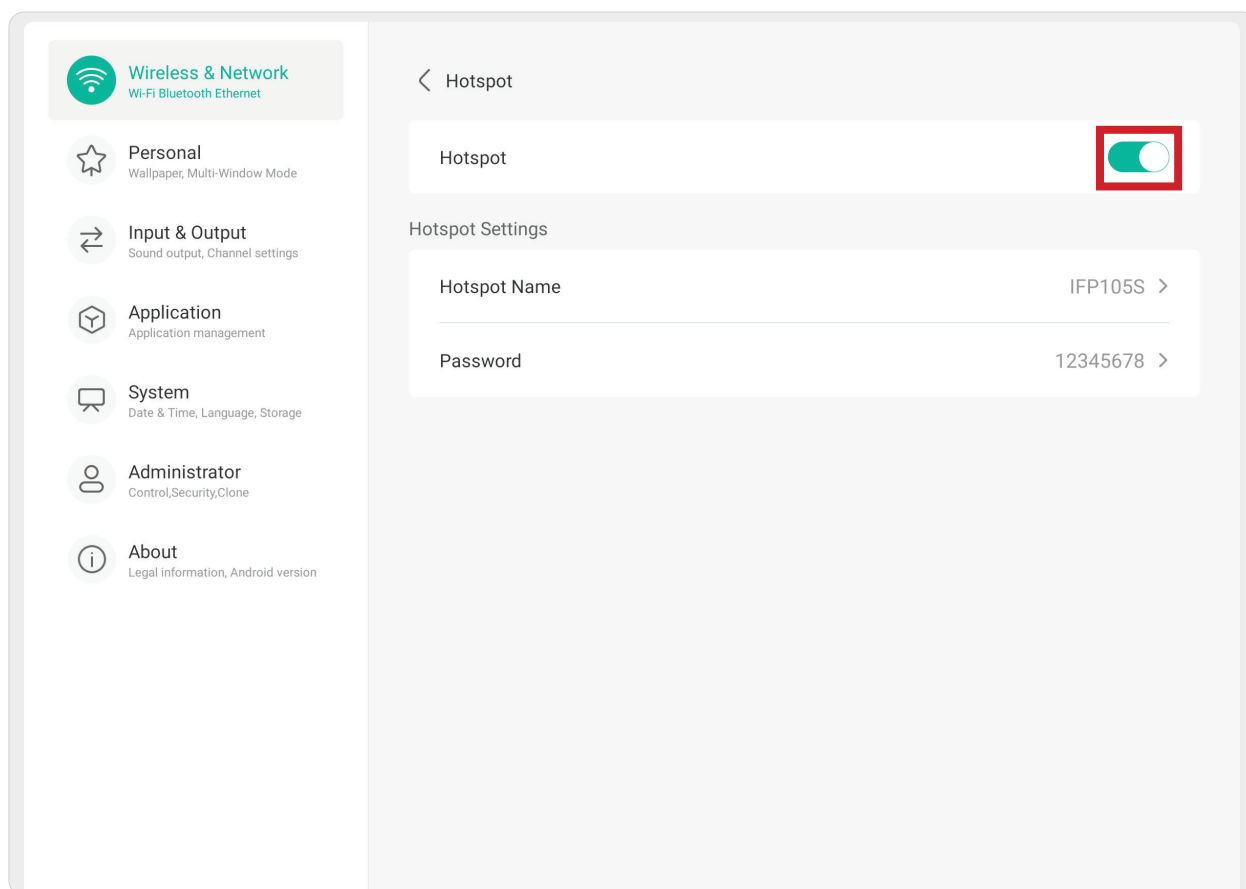 Wireless & Network
Wi-Fi Bluetooth Ethernet
Personal
Wallpaper, Multi-Window Mode
Input & Output
Sound output, Channel settings
Application
Application management
System
Date & Time, Language, Storage
Administrator
Control,Security,Clone
About
Legal information, Android version
Hotspot
Hotspot
Hotspot Settings
Hotspot Name IFP105S
Password 12345678